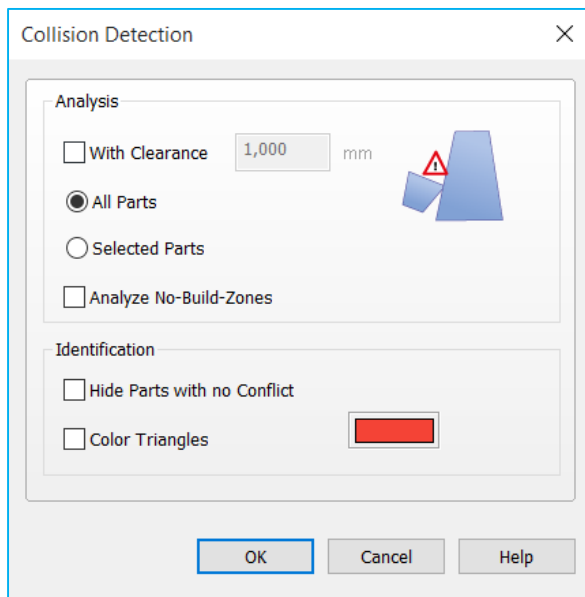 Collision Detection
Analysis
With Clearance 1,000 mm
All Parts
Selected Parts
Analyze No-Build-Zones
Identification
Hide Parts with no Conflict
Color Triangles
OK Cancel Help